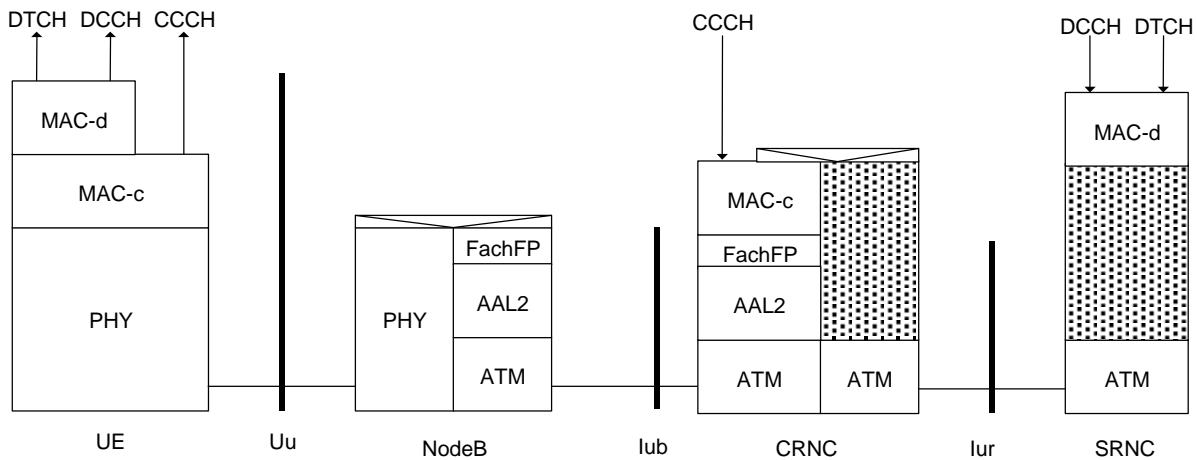 DTCH DCCH CCCH
CCCH
DCCH DTCH
MAC-d
MAC-c
PHY
PHY
FachFP
AAL2
ATM
MAC-c
FachFP
AAL2
ATM
ATM
MAC-d
ATM
UE
Uu
NodeB
Iub
CRNC
Iur
SRNC